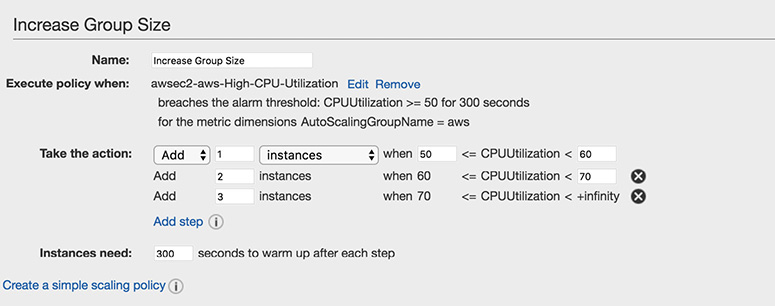 Increase Group Size
Name: Increase Group Size
Execute policy when: awsec2-aws-High-CPU-Utilization Edit Remove
breaches the alarm threshold: CPUUtilization >= 50 for 300 seconds
for the metric dimensions AutoScalingGroupName = aws
Take the action: Add 1 instances when 50 <= CPUUtilization < 60
Add 2 instances when 60 <= CPUUtilization < 70
Add 3 instances when 70 <= CPUUtilization < +infinity
Add step i
Instances need: 300 seconds to warm up after each step
Create a simple scaling policy i